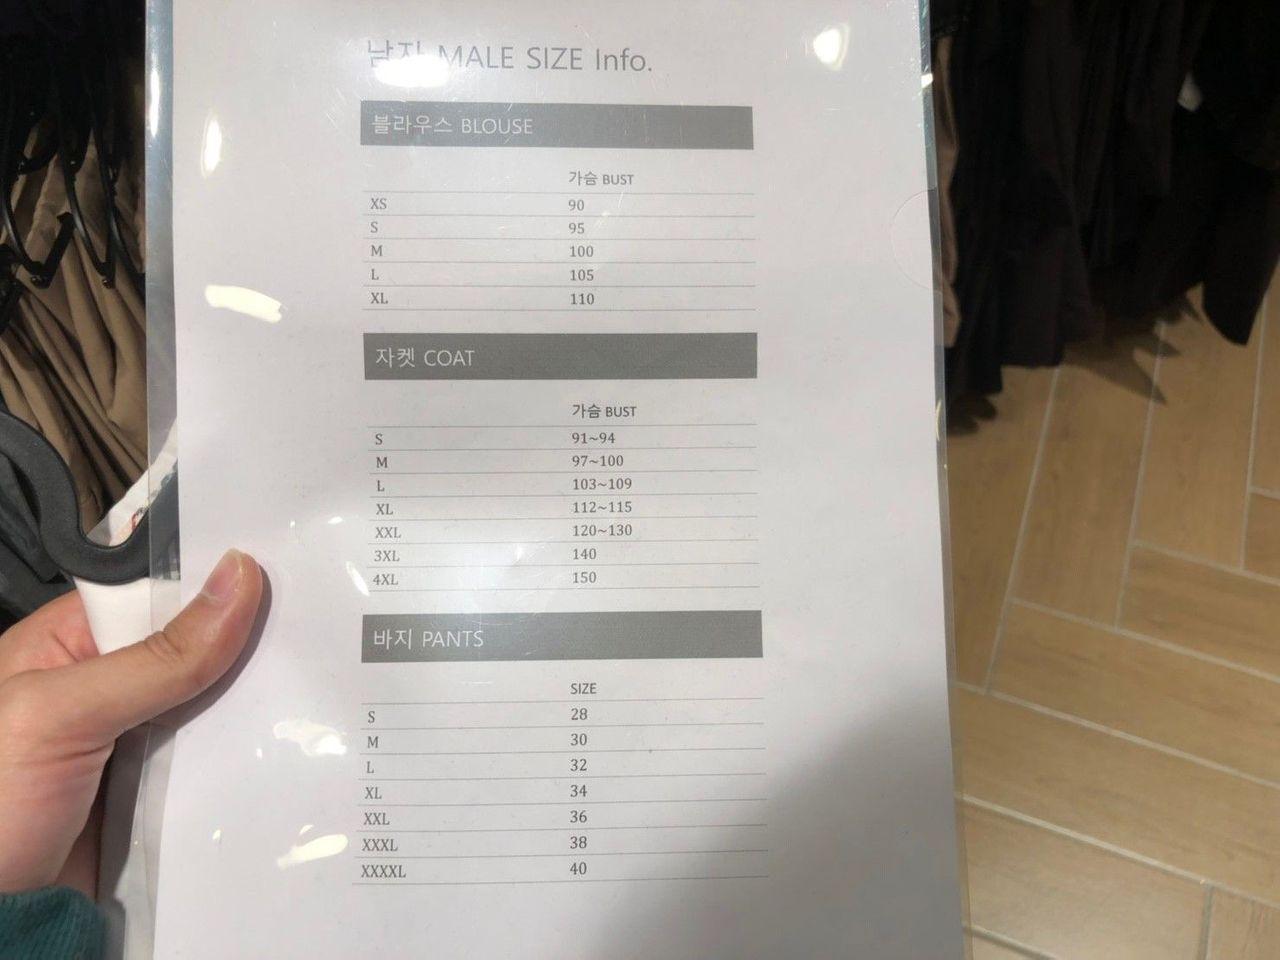 남자 MALE SIZE Info.
블라우스 BLOUSE
가슴 BUST
XS 90
S 95
M 100
L 105
XL 110
자켓 COAT
가슴 BUST
S 91~94
M 97~100
L 103~109
XL 112~115
XXL 120~130
3XL 140
4XL 150
바지 PANTS
SIZE
S 28
M 30
L 32
XL 34
XXL 36
XXXL 38
XXXXL 40